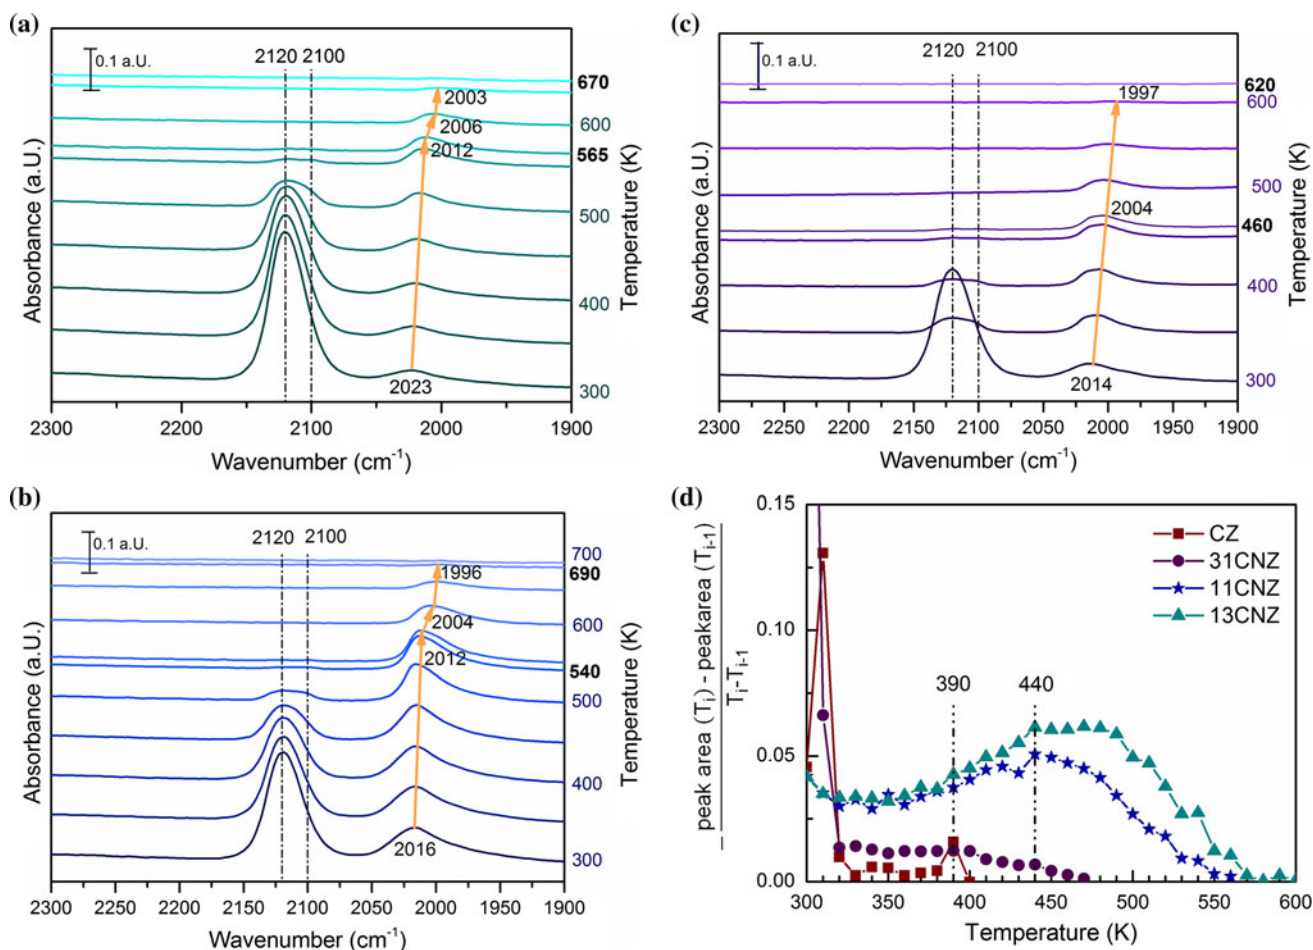 (a)
0.1 a.U.
2120
2100
670
2003
600
2006
565
2012
500
400
2023
300
Absorbance (a.U.)
Temperature (K)
2300
2200
2100
2000
1900
Wavenumber (cm⁻¹)
(c)
0.1 a.U.
2120
2100
620
1997
600
500
2004
460
400
2014
300
Absorbance (a.U.)
Temperature (K)
2300
2250
2200
2150
2100
2050
2000
1950
1900
Wavenumber (cm⁻¹)
(b)
0.1 a.U.
2120
2100
700
690
1996
600
2004
2012
540
500
400
2016
300
Absorbance (a.U.)
Temperature (K)
2300
2200
2100
2000
1900
Wavenumber (cm⁻¹)
(d)
0.15
CZ
31CNZ
11CNZ
13CNZ
0.10
390
440
0.05
0.00
− peak area (Tᵢ) - peakarea (Tᵢ₋₁)
Tᵢ-Tᵢ₋₁
300
350
400
450
500
550
600
Temperature (K)